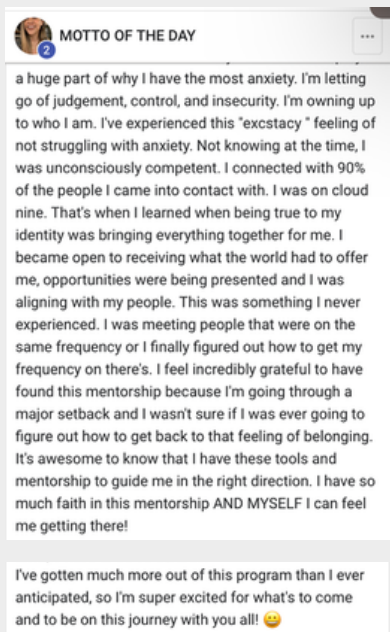 MOTTO OF THE DAY
2
a huge part of why I have the most anxiety. I'm letting
go of judgement, control, and insecurity. I'm owning up
to who I am. I've experienced this "excstacy " feeling of
not struggling with anxiety. Not knowing at the time, I
was unconsciously competent. I connected with 90%
of the people I came into contact with. I was on cloud
nine. That's when I learned when being true to my
identity was bringing everything together for me. I
became open to receiving what the world had to offer
me, opportunities were being presented and I was
aligning with my people. This was something I never
experienced. I was meeting people that were on the
same frequency or I finally figured out how to get my
frequency on there's. I feel incredibly grateful to have
found this mentorship because I'm going through a
major setback and I wasn't sure if I was ever going to
figure out how to get back to that feeling of belonging.
It's awesome to know that I have these tools and
mentorship to guide me in the right direction. I have so
much faith in this mentorship AND MYSELF I can feel
me getting there!
I've gotten much more out of this program than I ever
anticipated, so I'm super excited for what's to come
and to be on this journey with you all! 😀